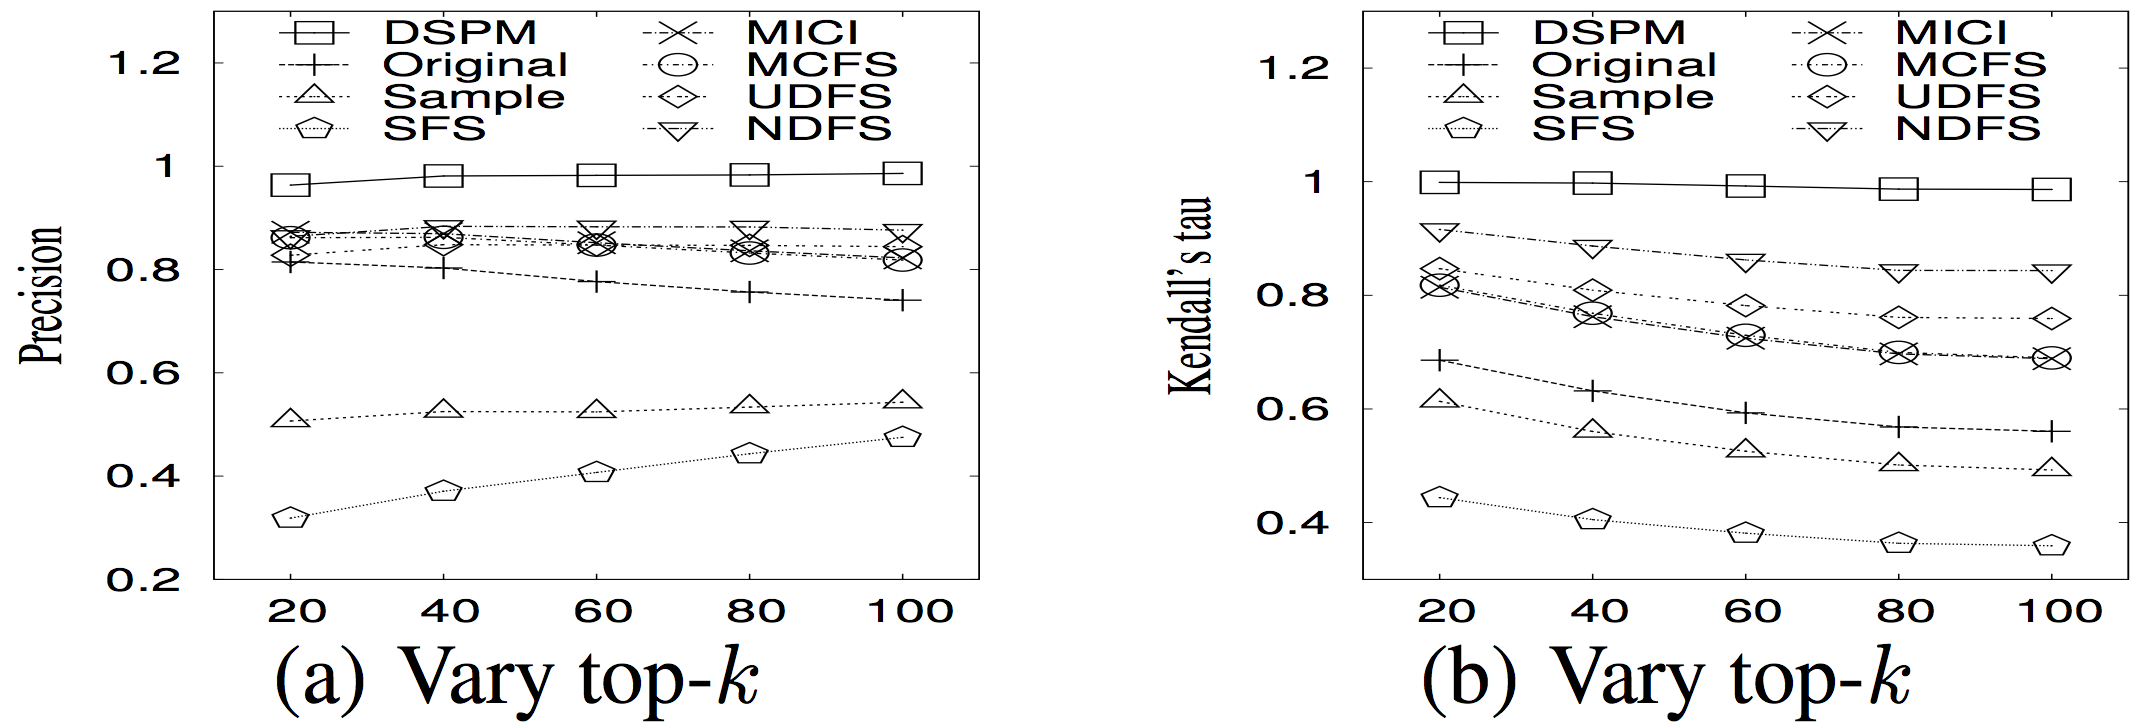 DSPM MICI
Original MCFS
Sample UDFS
SFS NDFS
1.2
1
0.8
0.6
0.4
0.2
Precision
20 40 60 80 100
(a) Vary top-k
DSPM MICI
Original MCFS
Sample UDFS
SFS NDFS
1.2
1
0.8
0.6
0.4
Kendall's tau
20 40 60 80 100
(b) Vary top-k